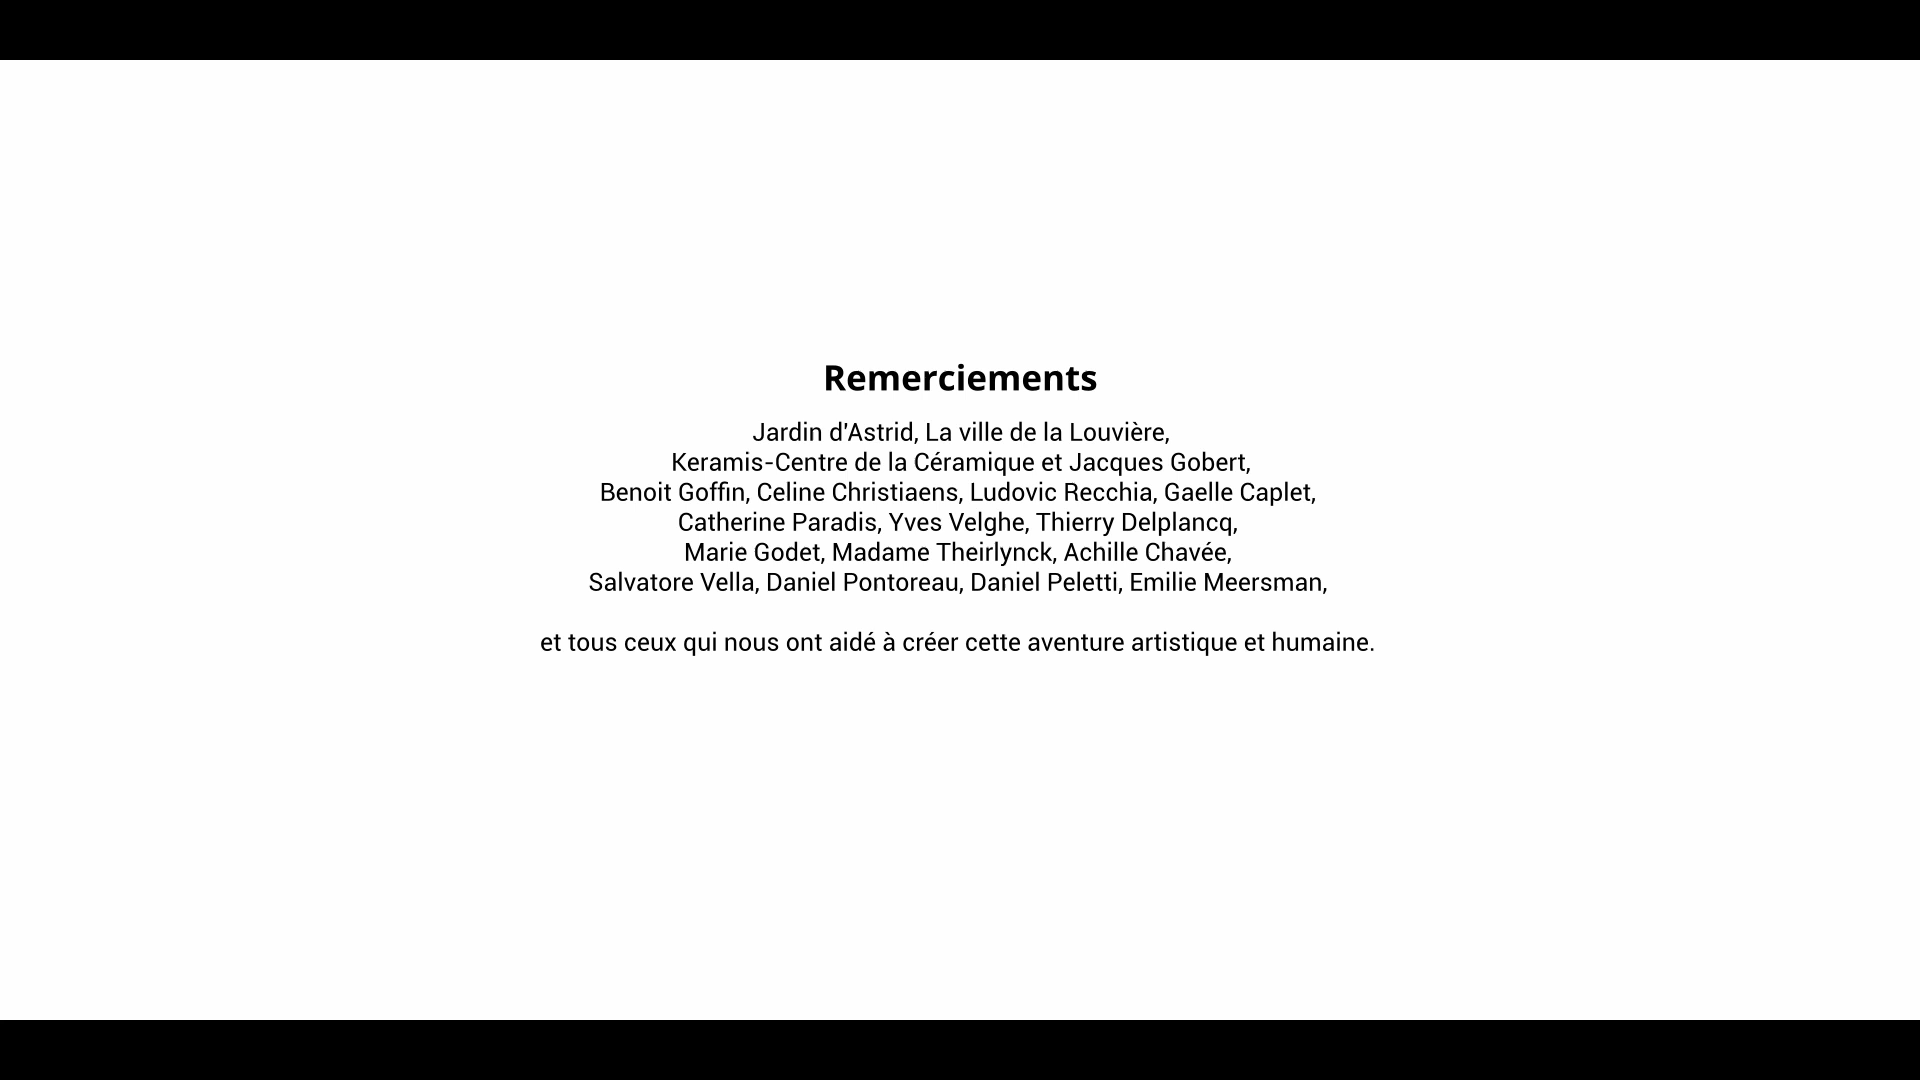 Remerciements
Jardin d'Astrid, La ville de la Louvière,
Keramis-Centre de la Céramique et Jacques Gobert,
Benoit Goffin, Celine Christiaens, Ludovic Recchia, Gaelle Caplet,
Catherine Paradis, Yves Velghe, Thierry Delplancq,
Marie Godet, Madame Theirlynck, Achille Chavée,
Salvatore Vella, Daniel Pontoreau, Daniel Peletti, Emilie Meersman,
et tous ceux qui nous ont aidé à créer cette aventure artistique et humaine.